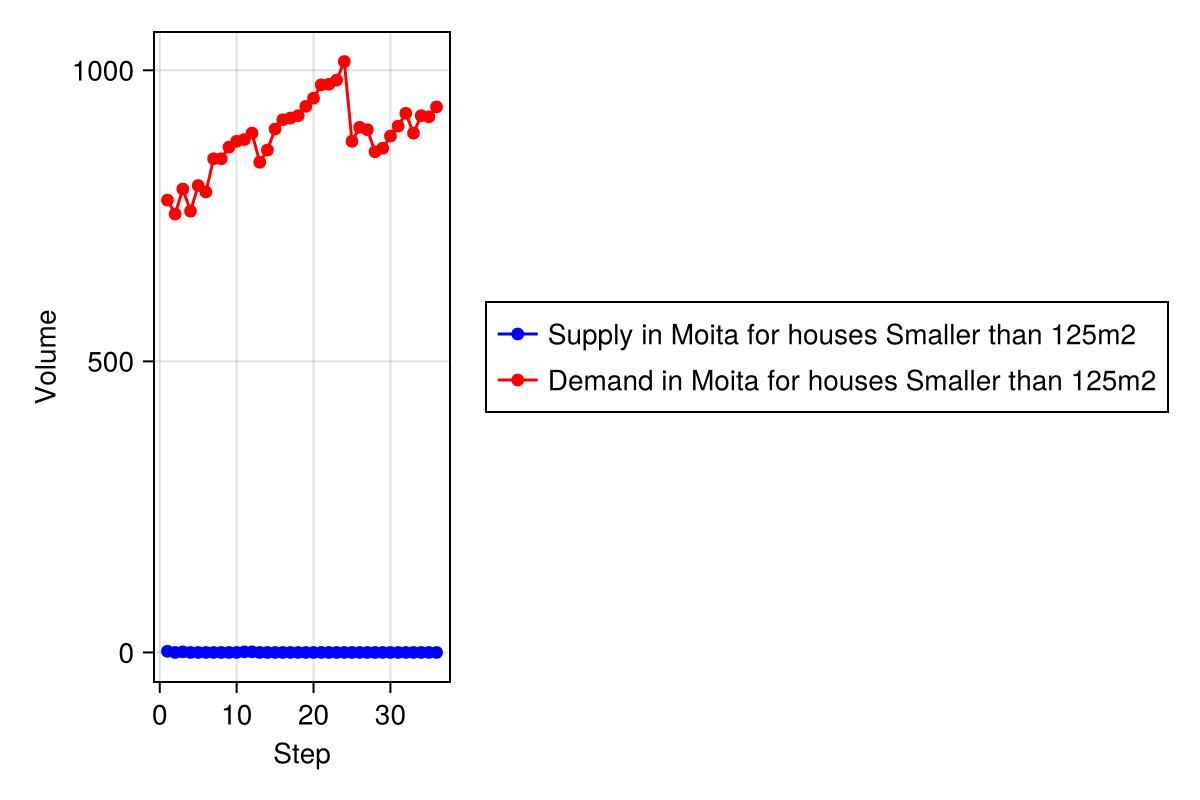 1000
500
0
Volume
0 10 20 30
Step
Supply in Moita for houses Smaller than 125m2
Demand in Moita for houses Smaller than 125m2